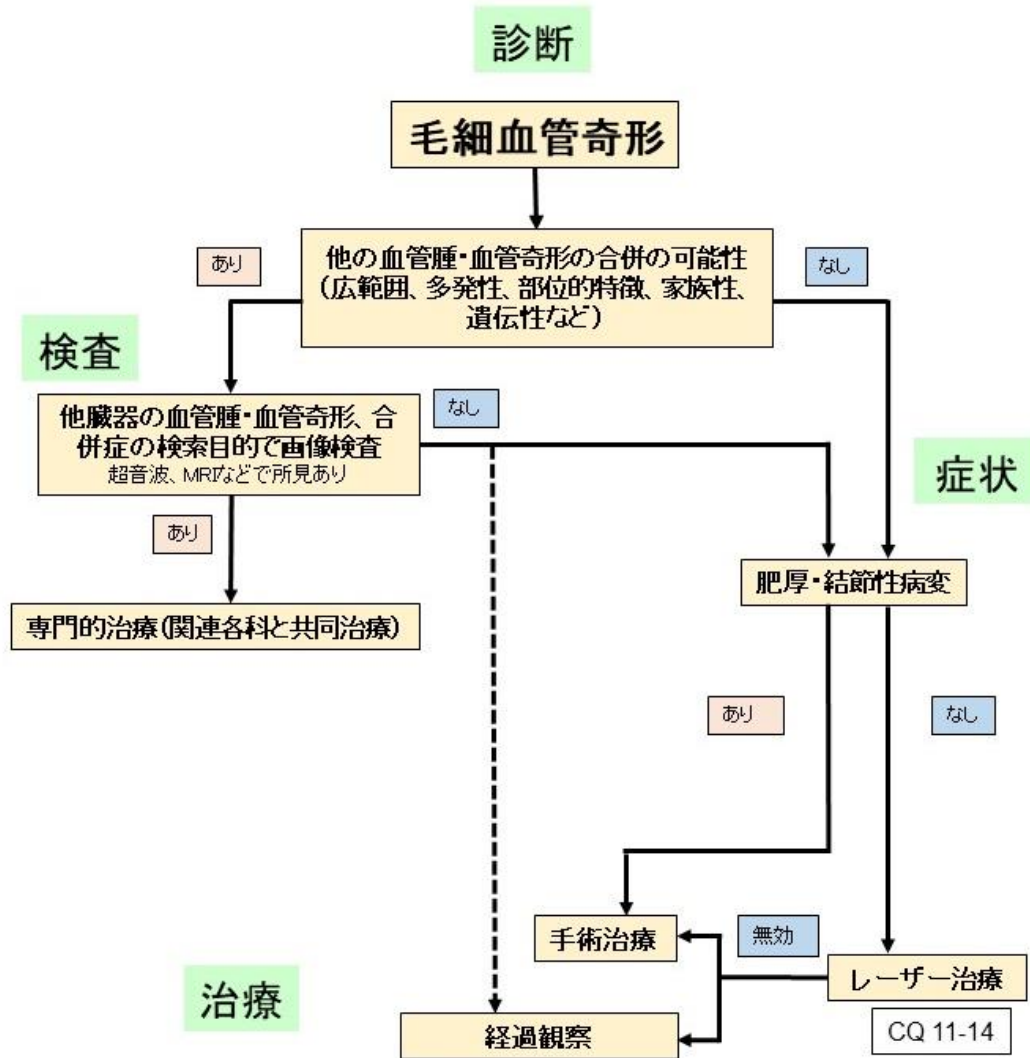 診断
毛細血管奇形
あり
他の血管腫・血管奇形の合併の可能性
(広範囲、多発性、部位的特徴、家族性、
遺伝性など)
なし
検査
他臓器の血管腫・血管奇形、合
併症の検索目的で画像検査
超音波、MRIなどで所見あり
なし
症状
あり
肥厚・結節性病変
専門的治療(関連各科と共同治療)
あり
なし
手術治療
無効
レーザー治療
治療
経過観察
CQ 11-14